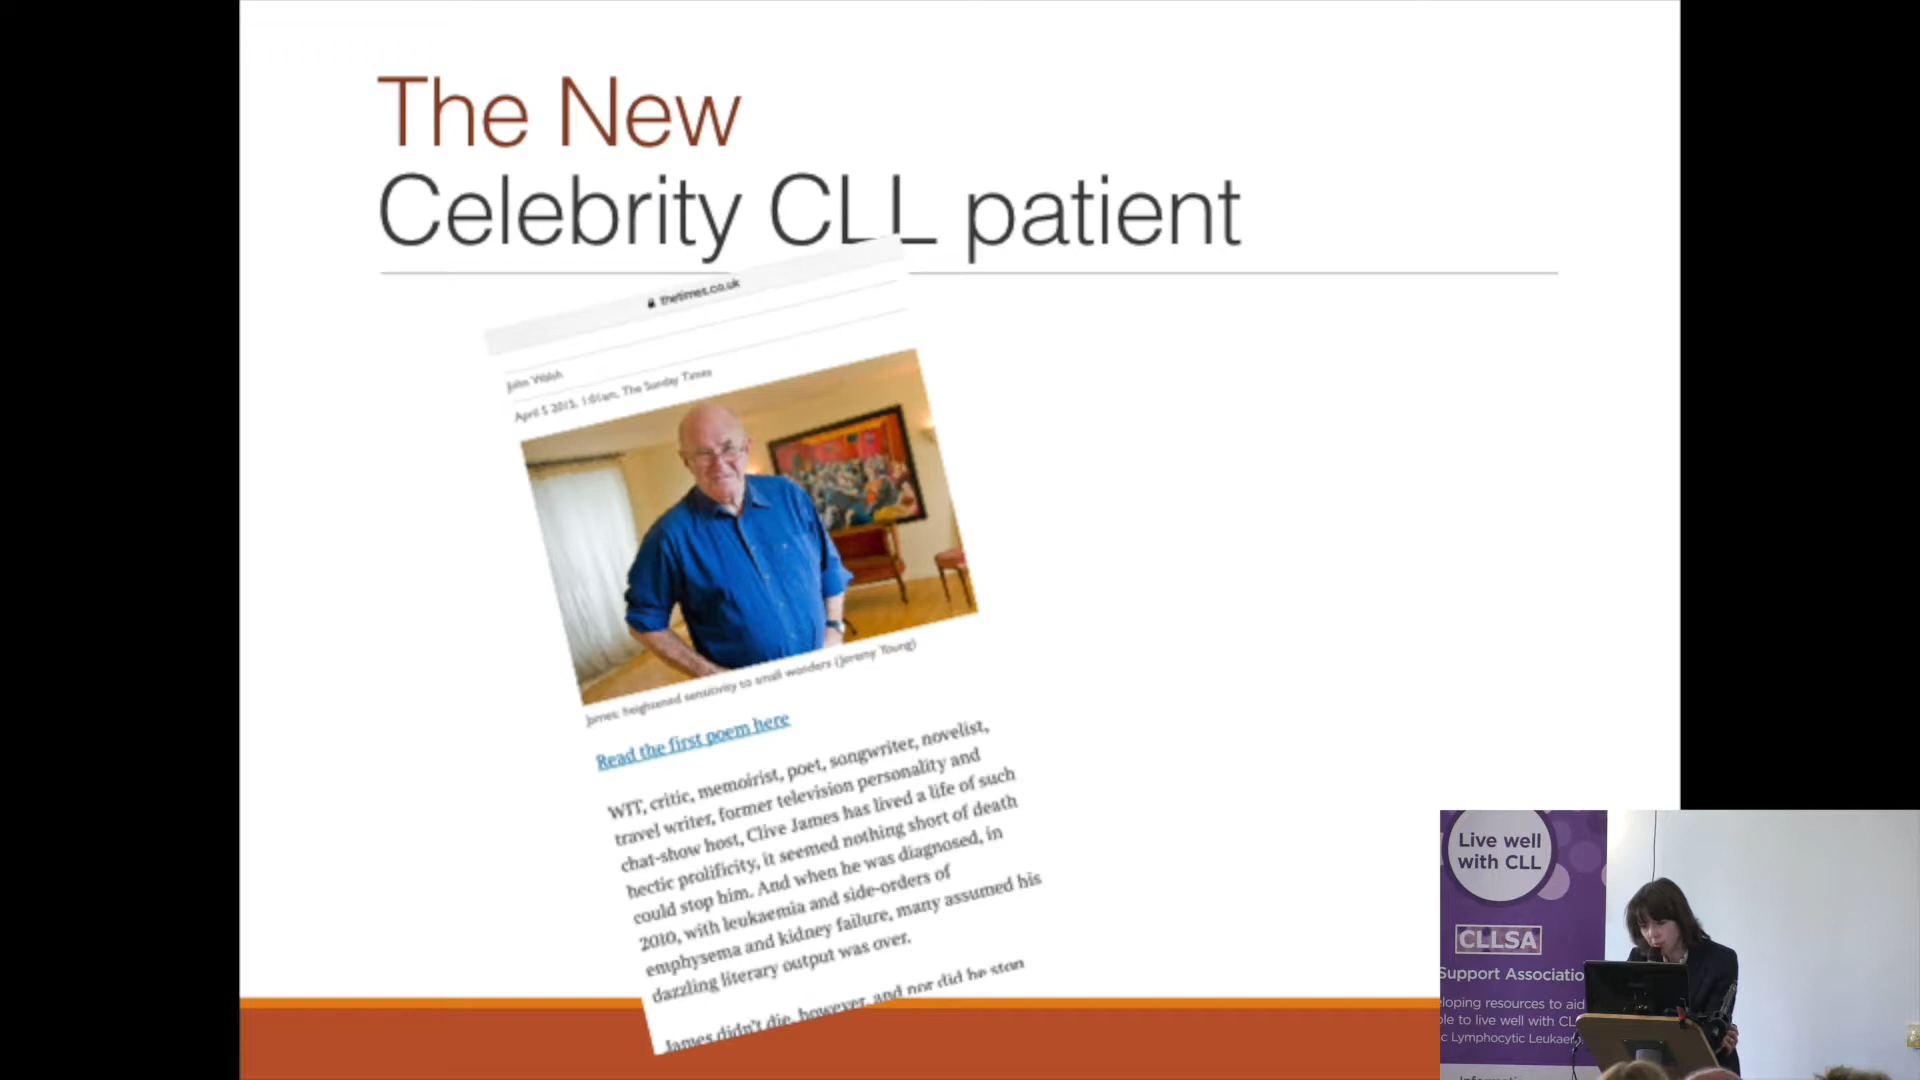 The New
Celebrity CLL patient
thetimes.co.uk
John Walsh
April 5 2015, 1:01am, The Sunday Times
James: heightened sensitivity to small wonders (Jeremy Young)
Read the first poem here
WIT, critic, memoirist, poet, songwriter, novelist,
travel writer, former television personality and
chat-show host, Clive James has lived a life of such
hectic prolificity, it seemed nothing short of death
could stop him. And when he was diagnosed, in
2010, with leukaemia and side-orders of
emphysema and kidney failure, many assumed his
dazzling literary output was over.
James didn't die, however, and nor did he stop
Live well
with CLL
CLLSA
Support Associatio
loping resources to aid
ple to live well with CL
c Lymphocytic Leukae